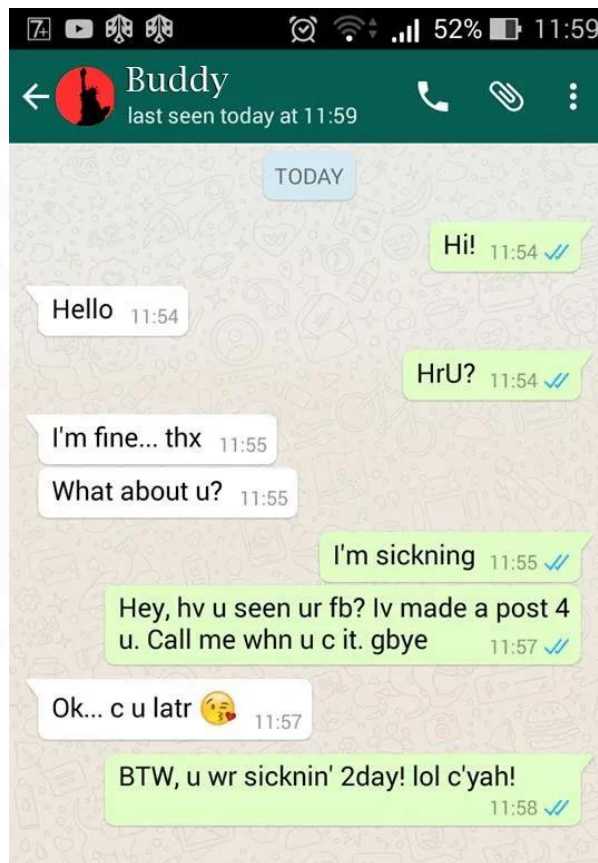 7+ 52% 11:59
Buddy
last seen today at 11:59
TODAY
Hi! 11:54
Hello 11:54
HrU? 11:54
I'm fine... thx 11:55
What about u? 11:55
I'm sickning 11:55
Hey, hv u seen ur fb? Iv made a post 4
u. Call me whn u c it. gbye 11:57
Ok... c u latr 😘 11:57
BTW, u wr sicknin' 2day! lol c'yah!
11:58